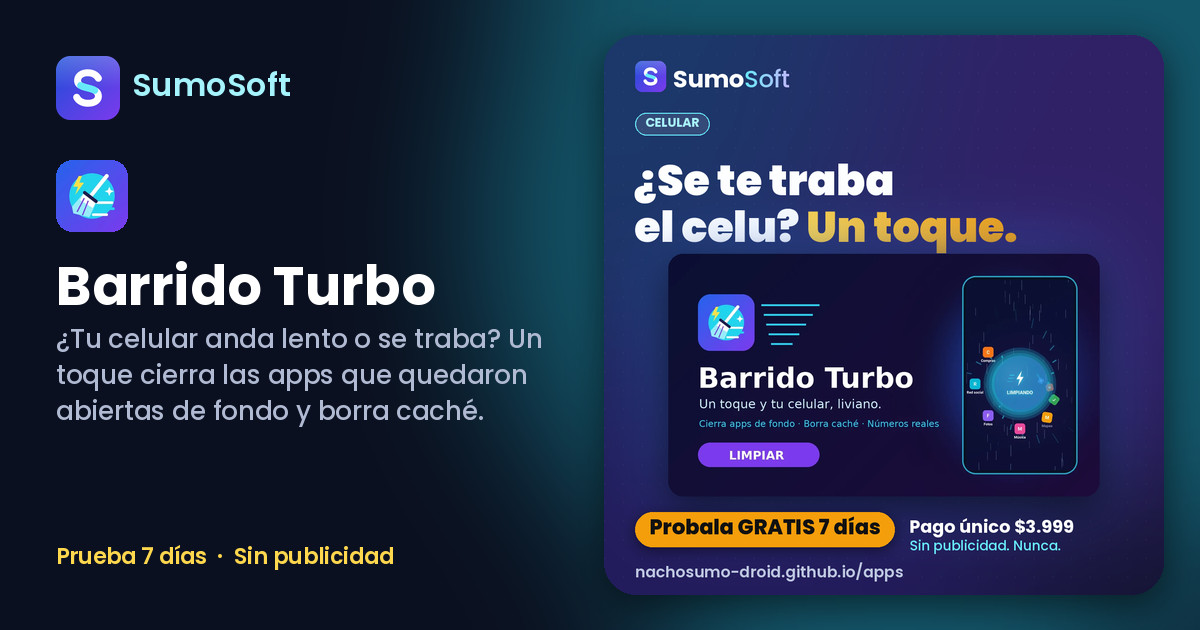 SumoSoft
Barrido Turbo
¿Tu celular anda lento o se traba? Un
toque cierra las apps que quedaron
abiertas de fondo y borra caché.
Prueba 7 días · Sin publicidad
SumoSoft
CELULAR
¿Se te traba
el celu? Un toque.
Barrido Turbo
Un toque y tu celular, liviano.
Cierra apps de fondo · Borra caché · Números reales
LIMPIAR
LIMPIANDO
Probala GRATIS 7 días
Pago único $3.999
Sin publicidad. Nunca.
nachosumo-droid.github.io/apps